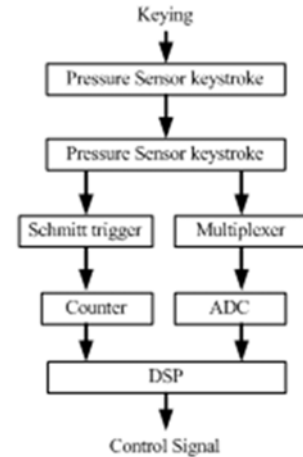 Keying
Pressure Sensor keystroke
Pressure Sensor keystroke
Schmitt trigger
Multiplexer
Counter
ADC
DSP
Control Signal